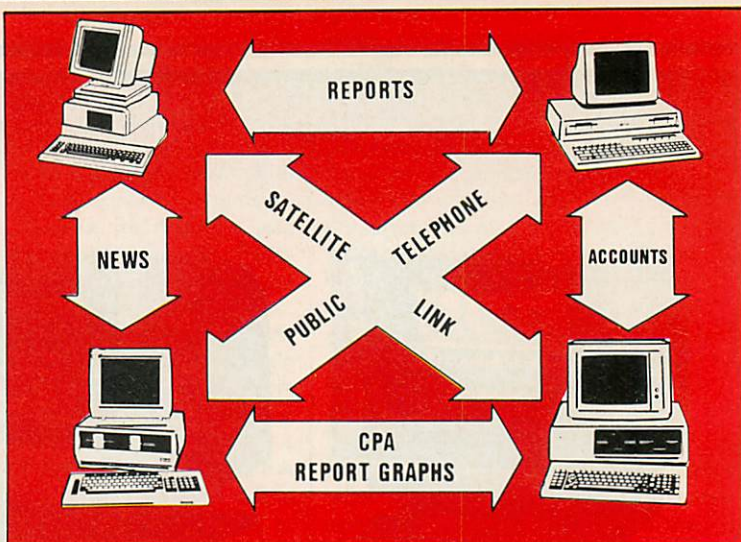 REPORTS
SATELLITE
TELEPHONE
NEWS
ACCOUNTS
PUBLIC
LINK
CPA
REPORT GRAPHS